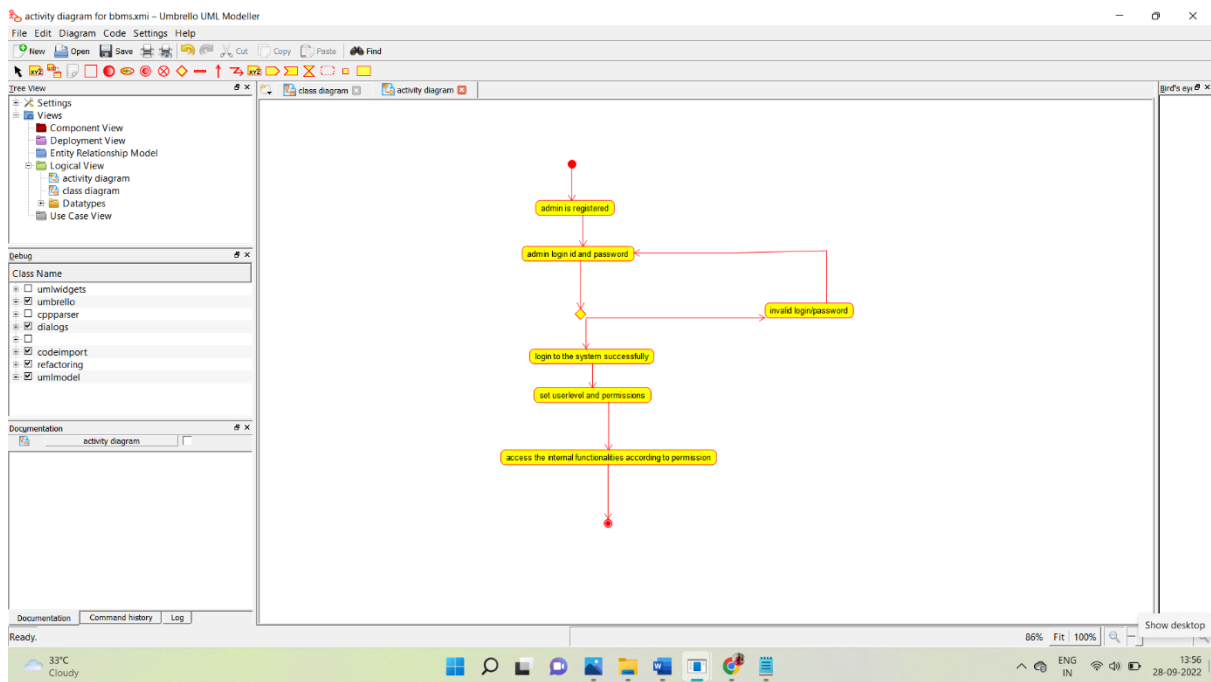 activity diagram for bbms.xmi – Umbrello UML Modeller
File Edit Diagram Code Settings Help
New Open Save Cut Copy Paste Find
Tree View
class diagram activity diagram
Bird's eye
Settings
Views
Component View
Deployment View
Entity Relationship Model
Logical View
activity diagram
class diagram
Datatypes
Use Case View
Debug
Class Name
umlwidgets
umbrello
cppparser
dialogs
codeimport
refactoring
umlmodel
Documentation
activity diagram
admin is registered
admin login id and password
invalid login/password
login to the system successfully
set userlevel and permissions
access the internal functionalities according to permission
Documentation Command history Log
Show desktop
Ready.
86% Fit 100%
33°C
Cloudy
ENG
IN
13:56
28-09-2022